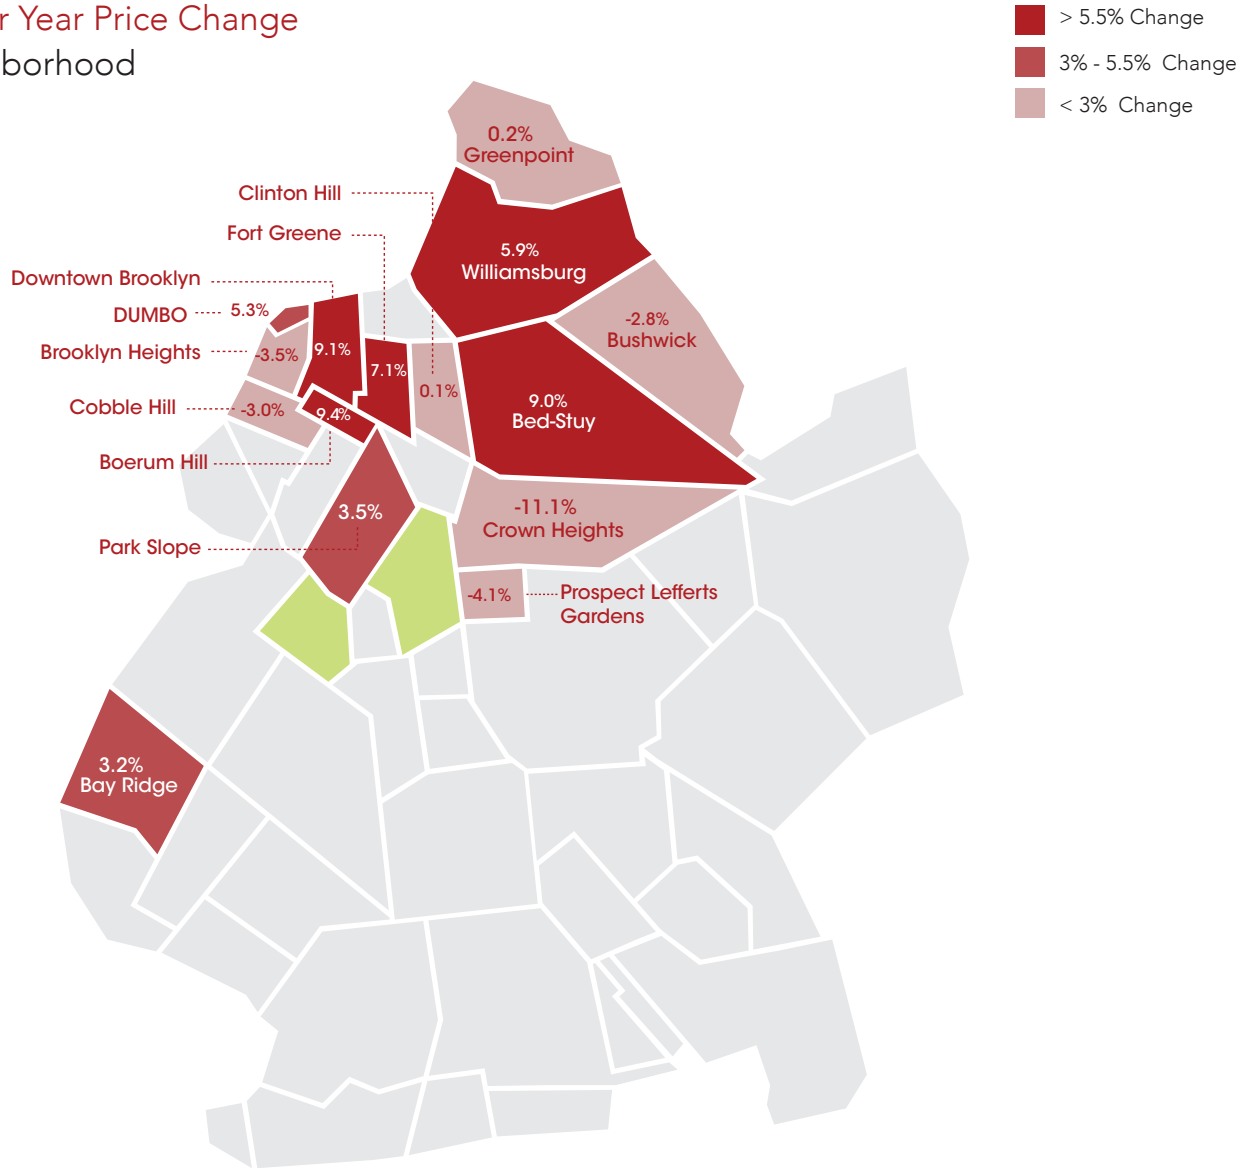 r Year Price Change
borhood
> 5.5% Change
3% - 5.5% Change
< 3% Change
0.2%
Greenpoint
Clinton Hill
Fort Greene
5.9%
Williamsburg
Downtown Brooklyn
DUMBO
5.3%
-2.8%
Bushwick
Brooklyn Heights
-3.5%
9.1%
7.1%
0.1%
Cobble Hill
-3.0%
9.4%
9.0%
Bed-Stuy
Boerum Hill
3.5%
-11.1%
Crown Heights
Park Slope
-4.1%
Prospect Lefferts
Gardens
3.2%
Bay Ridge